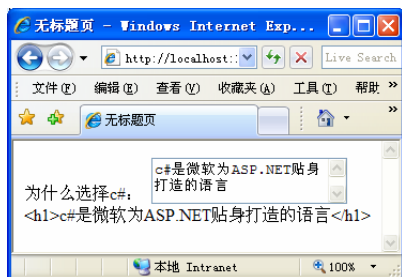 无标题页 - Windows Internet Exp...
http://localhost:: Live Search
文件(F) 编辑(E) 查看(V) 收藏夹(A) 工具(T) 帮助 »
无标题页 »
c#是微软为ASP.NET贴身
打造的语言
为什么选择c#:
<h1>c#是微软为ASP.NET贴身打造的语言</h1>
本地 Intranet 100%